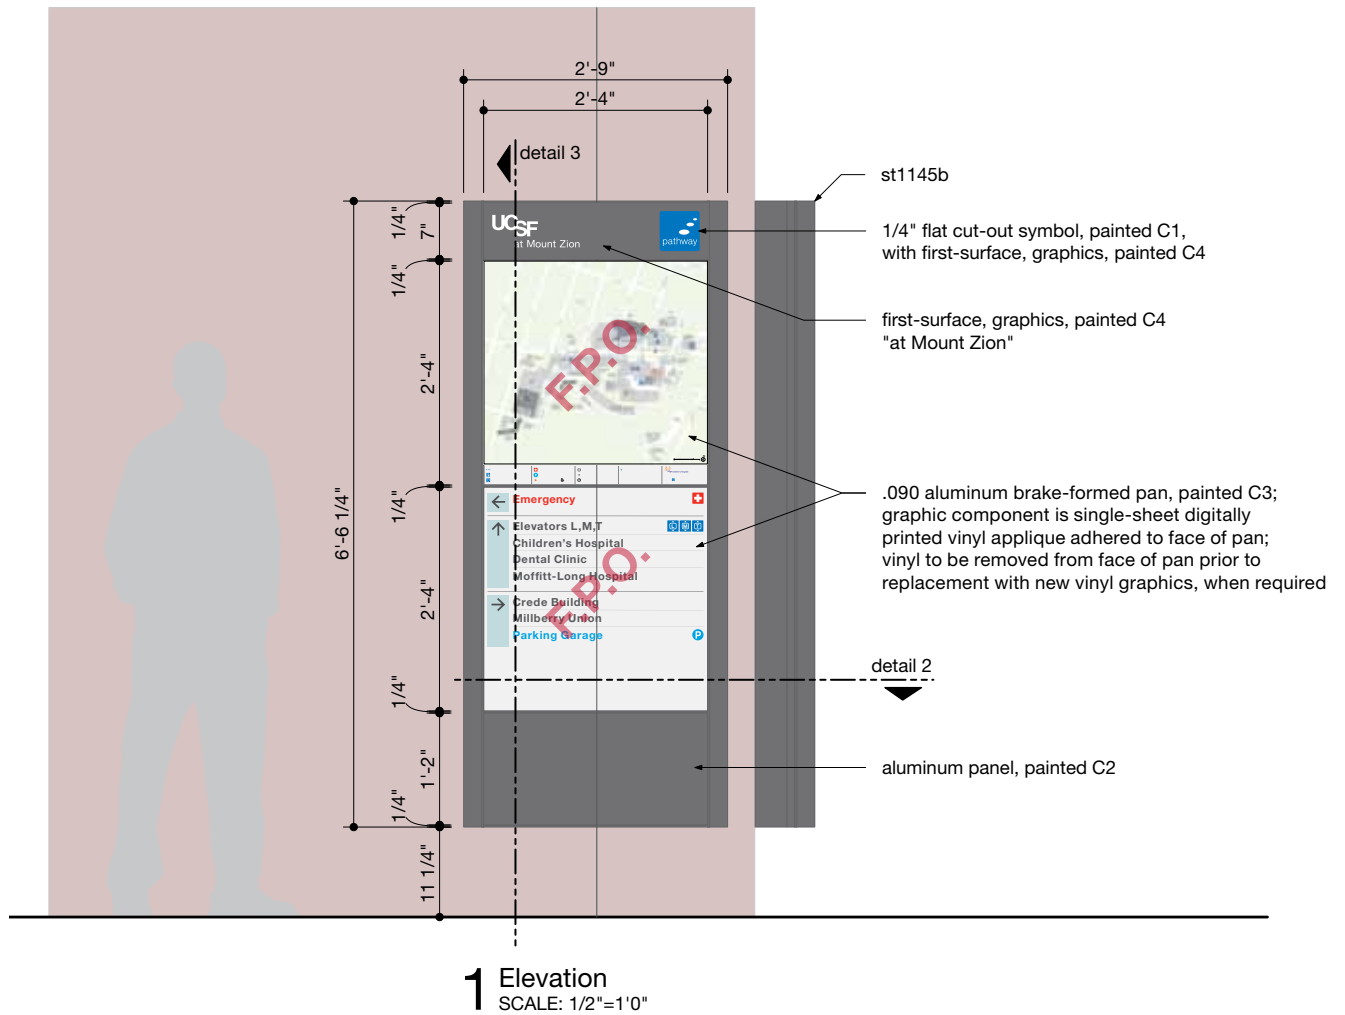 2'-9"
2'-4"
detail 3
st1145b
1/4"
7"
1/4"
UCSF
at Mount Zion
pathway
1/4" flat cut-out symbol, painted C1,
with first-surface, graphics, painted C4
first-surface, graphics, painted C4
"at Mount Zion"
2'-4"
F.P.O.
6'-6 1/4"
1/4"
Emergency
Elevators L,M,T
Children's Hospital
Dental Clinic
Moffitt-Long Hospital
Crede Building
Millberry Union
Parking Garage
P
F.P.O.
.090 aluminum brake-formed pan, painted C3;
graphic component is single-sheet digitally
printed vinyl applique adhered to face of pan;
vinyl to be removed from face of pan prior to
replacement with new vinyl graphics, when required
2'-4"
detail 2
1/4"
1'-2"
aluminum panel, painted C2
1/4"
11 1/4"
1 Elevation
SCALE: 1/2"=1'0"